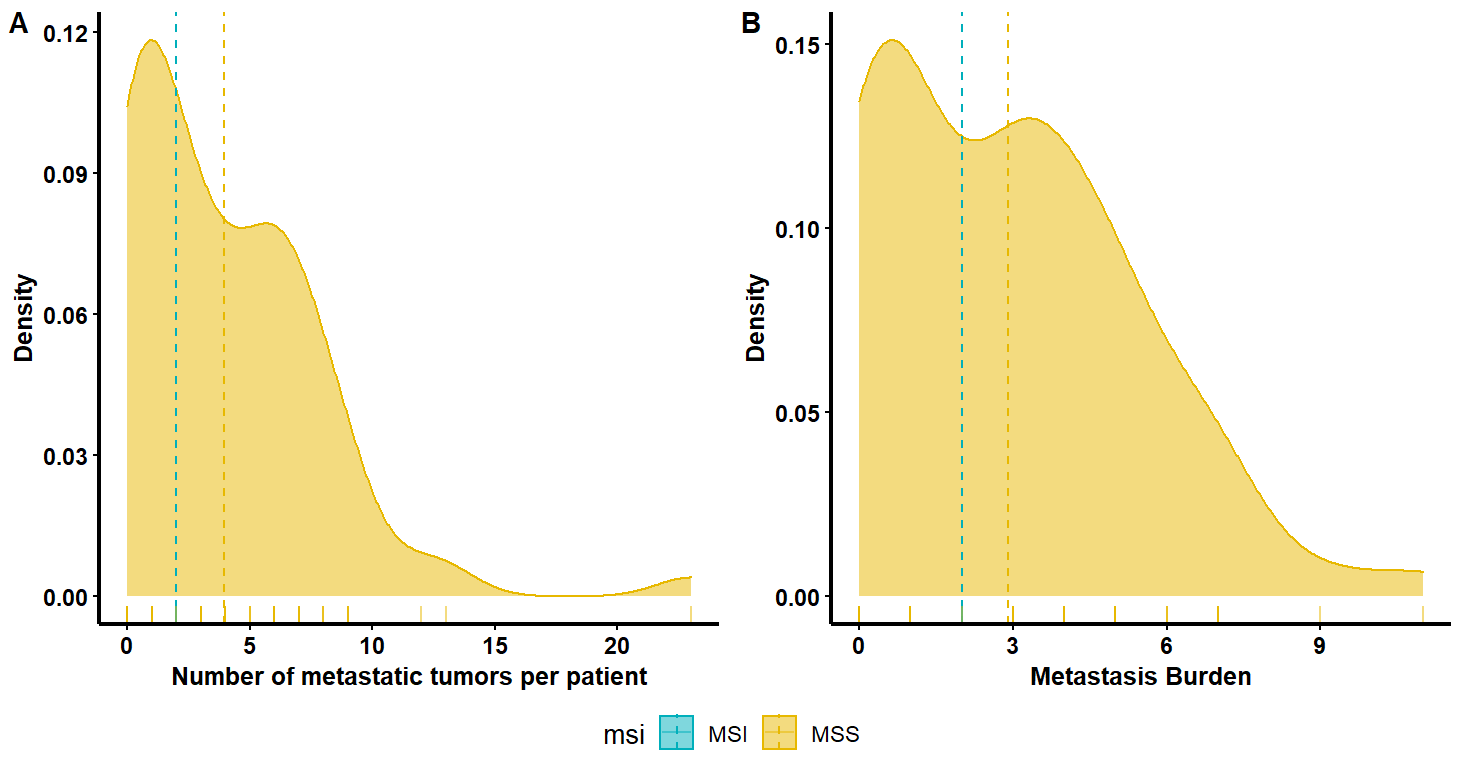 A
B
0.12
0.09
0.06
0.03
0.00
Density
0 5 10 15 20
Number of metastatic tumors per patient
0.15
0.10
0.05
0.00
Density
0 3 6 9
Metastasis Burden
msi MSI MSS